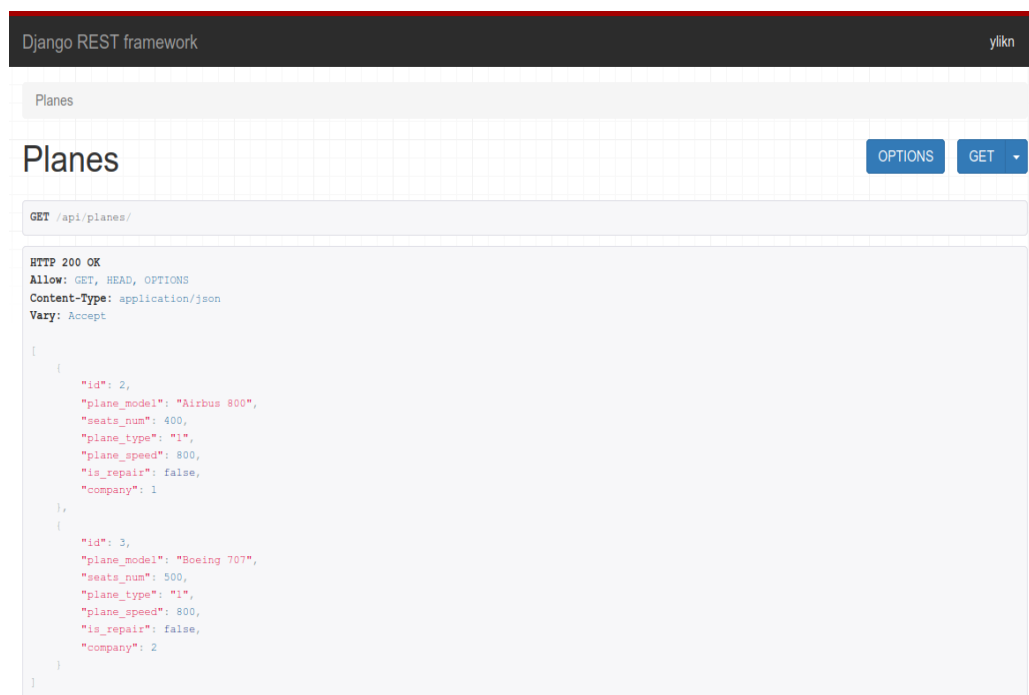 Django REST framework
ylikn
Planes
Planes
OPTIONS
GET
GET /api/planes/
HTTP 200 OK
Allow: GET, HEAD, OPTIONS
Content-Type: application/json
Vary: Accept
[
    {
        "id": 2,
        "plane_model": "Airbus 800",
        "seats_num": 400,
        "plane_type": "1",
        "plane_speed": 800,
        "is_repair": false,
        "company": 1
    },
    {
        "id": 3,
        "plane_model": "Boeing 707",
        "seats_num": 500,
        "plane_type": "1",
        "plane_speed": 800,
        "is_repair": false,
        "company": 2
    }
]